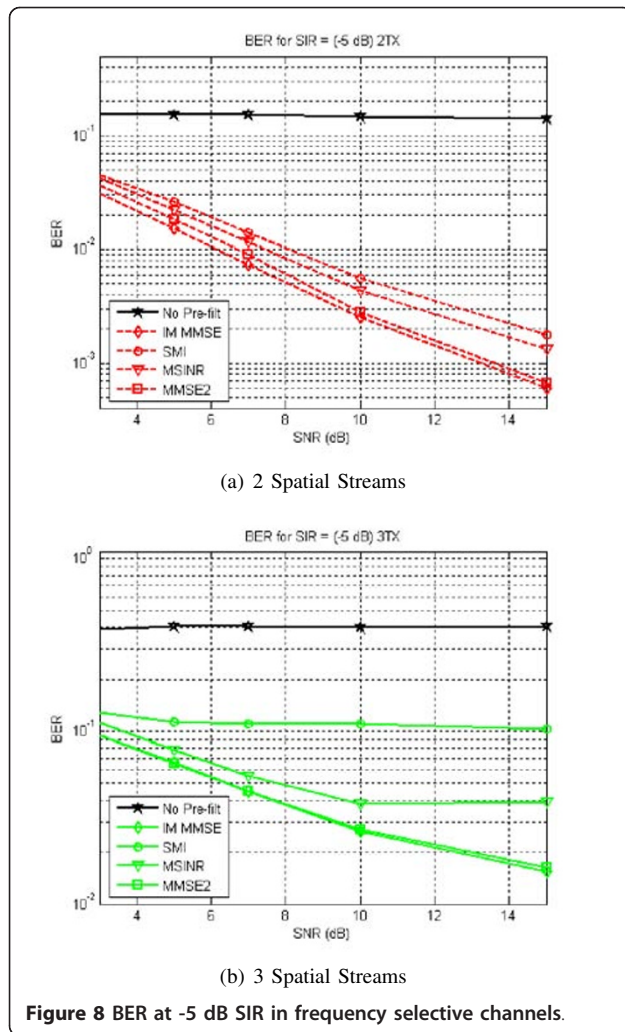 BER for SIR = (-5 dB) 2TX
10^-1
10^-2
10^-3
BER
No Pre-filt
IM MMSE
SMI
MSINR
MMSE2
4 6 8 10 12 14
SNR (dB)
(a) 2 Spatial Streams
BER for SIR = (-5 dB) 3TX
10^0
10^-1
10^-2
BER
No Pre-filt
IM MMSE
SMI
MSINR
MMSE2
4 6 8 10 12 14
SNR (dB)
(b) 3 Spatial Streams
Figure 8 BER at -5 dB SIR in frequency selective channels.